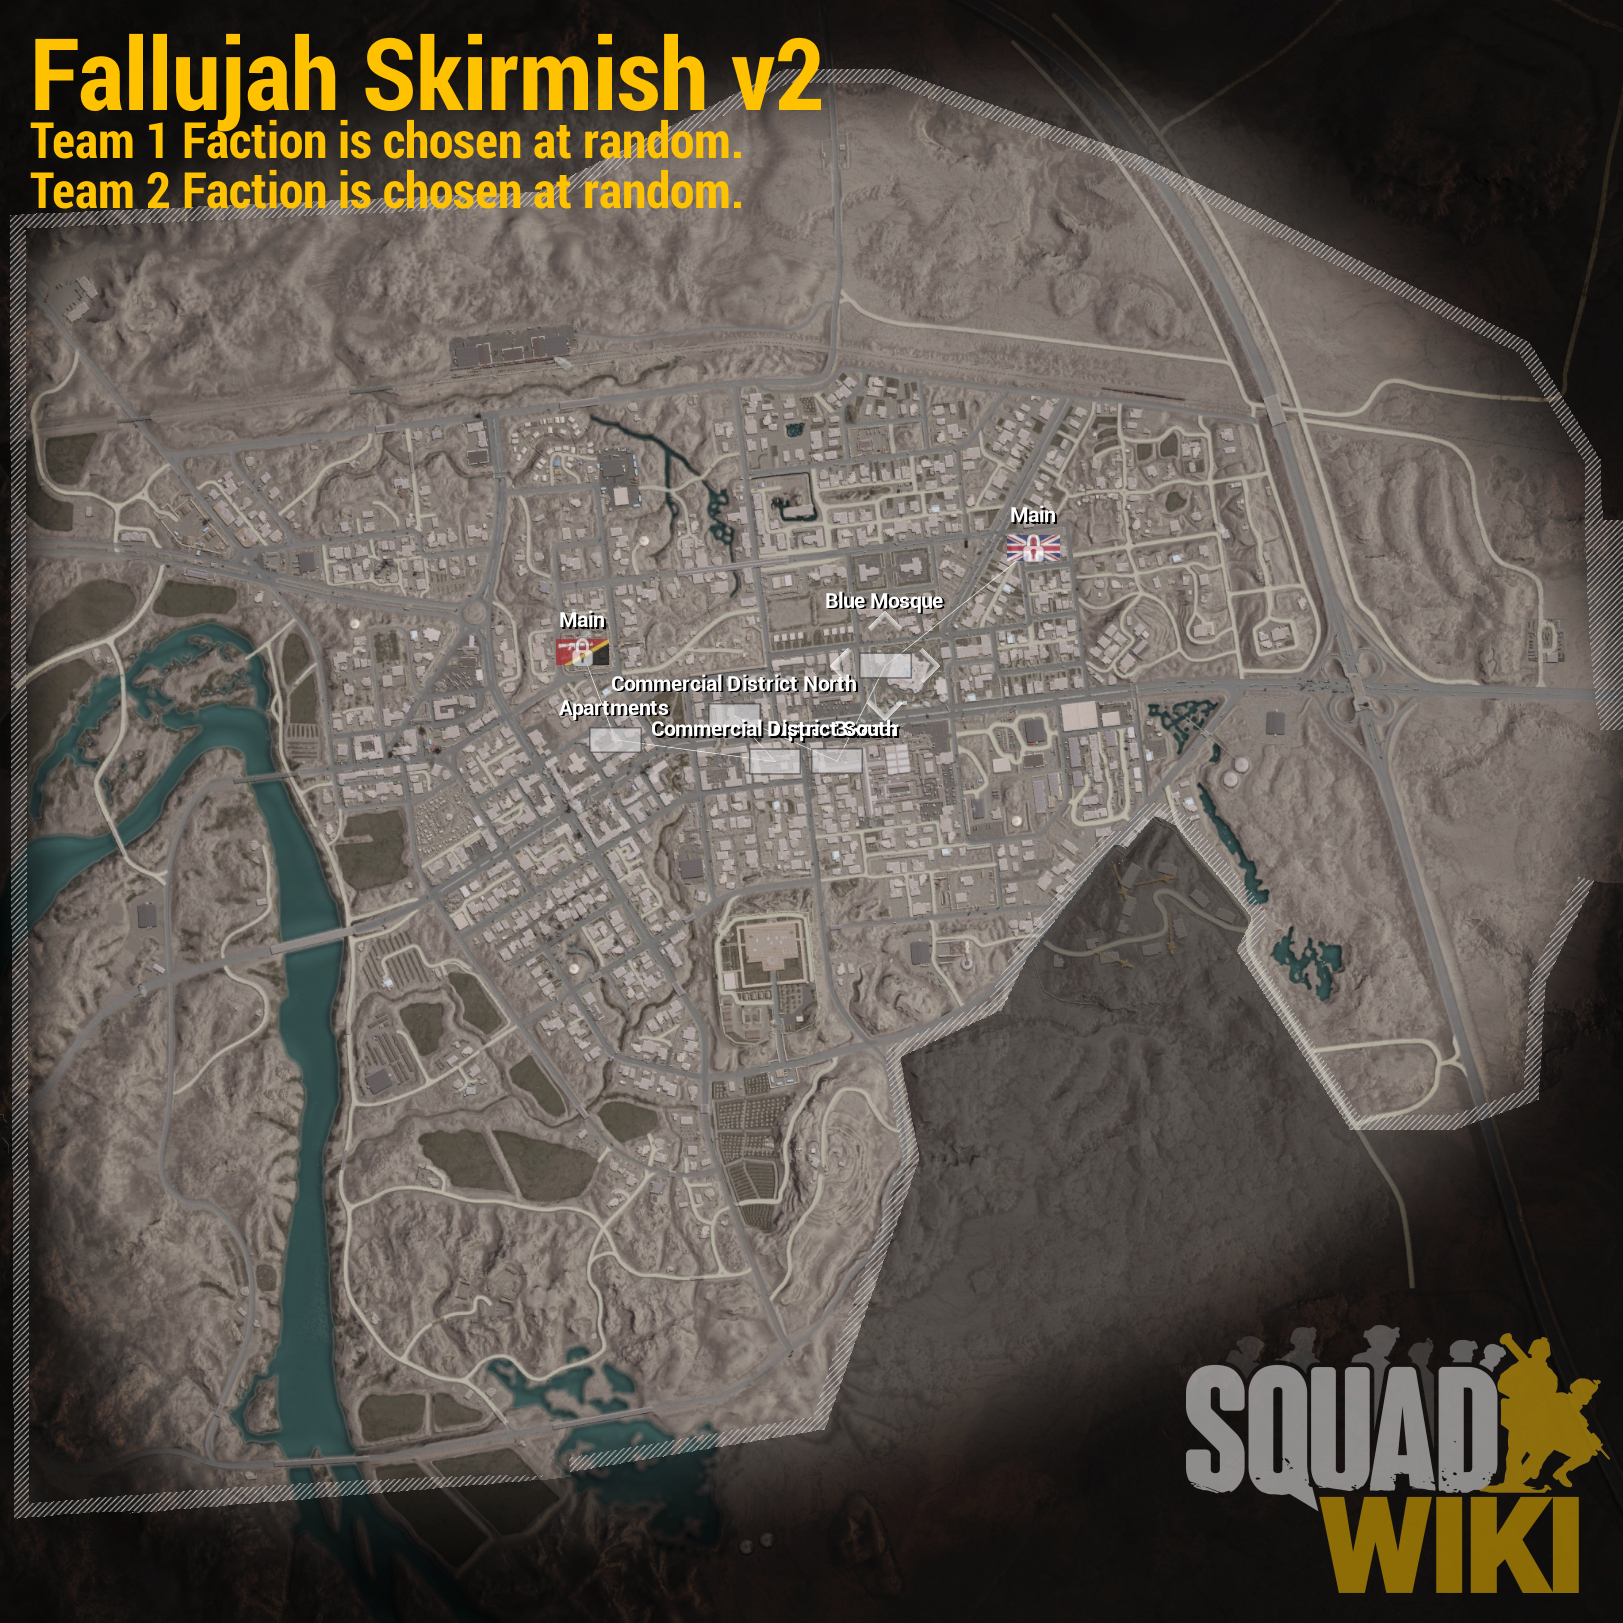 Fallujah Skirmish v2
Team 1 Faction is chosen at random.
Team 2 Faction is chosen at random.
Main
Blue Mosque
Main
Commercial District North
Apartments
Commercial District South
SQUAD
WIKI